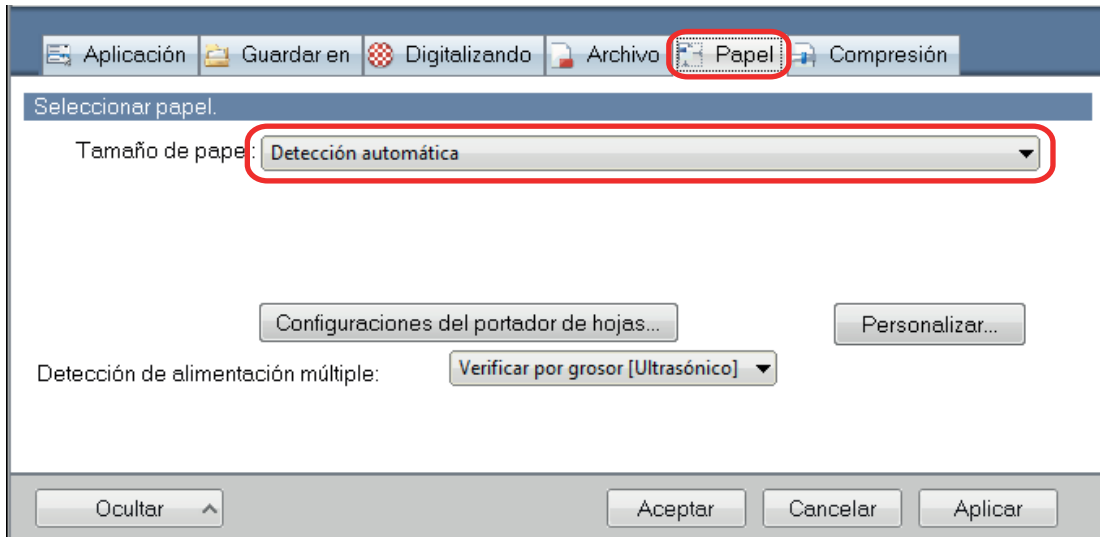 Aplicación Guardar en Digitalizando Archivo Papel Compresión
Seleccionar papel.
Tamaño de papel: Detección automática
Configuraciones del portador de hojas... Personalizar...
Detección de alimentación múltiple: Verificar por grosor [Ultrasónico]
Ocultar Aceptar Cancelar Aplicar